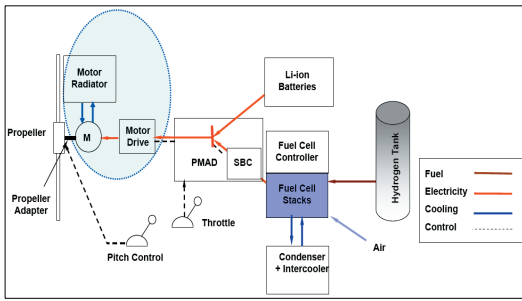 Motor
Radiator
Li-ion
Batteries
Propeller
M
Motor
Drive
PMAD
SBC
Fuel Cell
Controller
Fuel Cell
Stacks
Hydrogen Tank
Propeller
Adapter
Throttle
Pitch Control
Condenser
+ Intercooler
Air
Fuel
Electricity
Cooling
Control